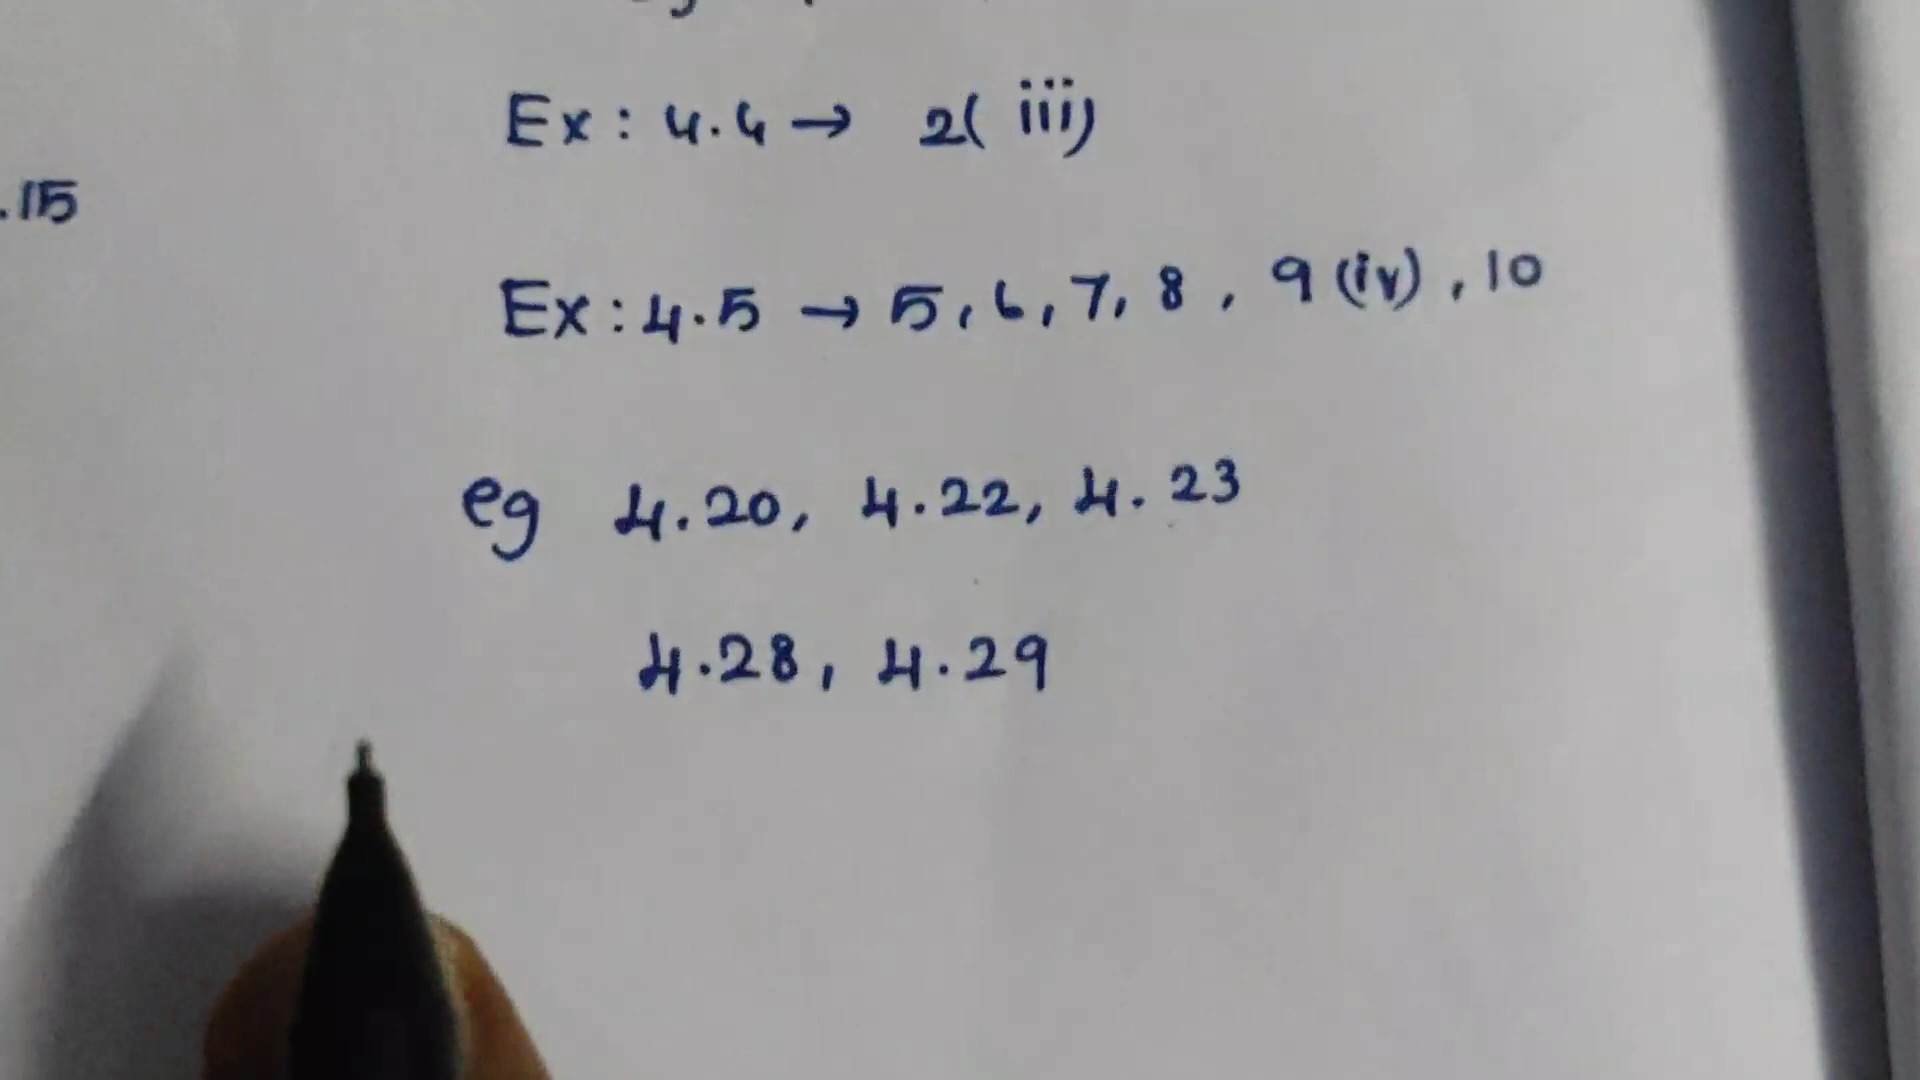 Ex : 4.4 → 2( iii)
.15
Ex : 4.5 → 5, 6, 7, 8, 9 (iv), 10
eg 4.20, 4.22, 4.23
4.28, 4.29